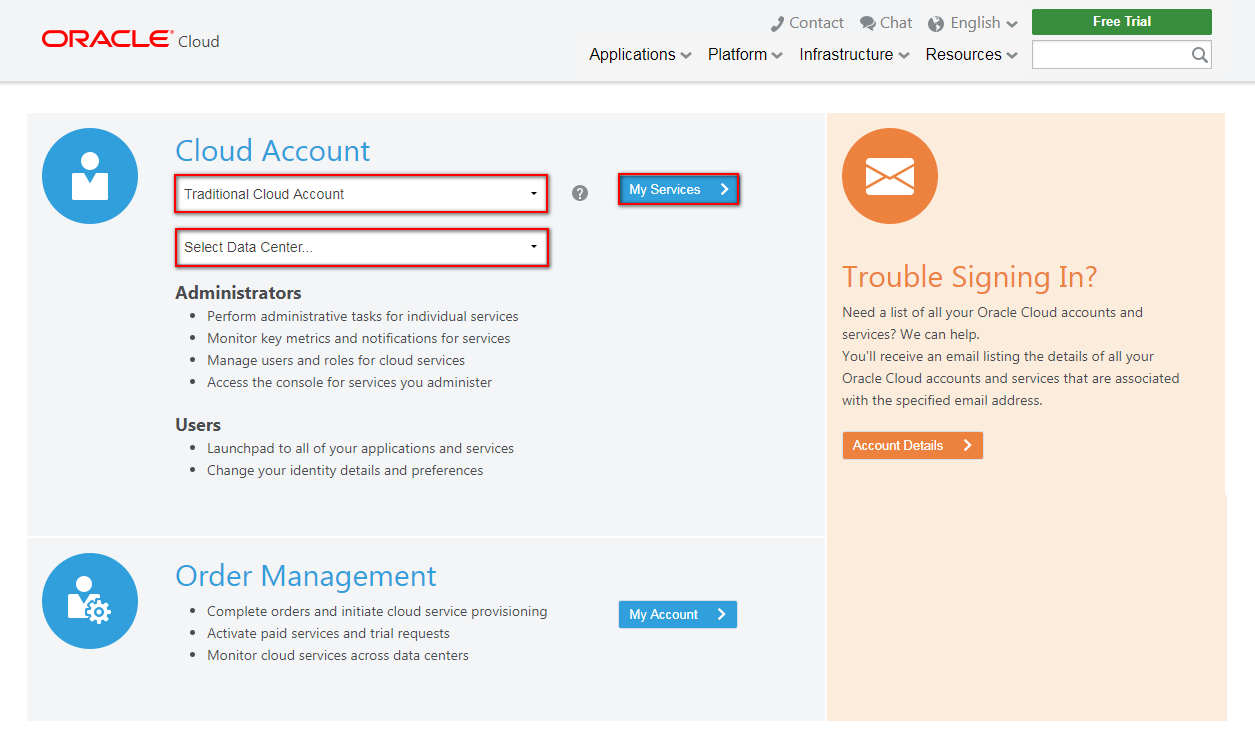 ORACLE Cloud
Contact Chat English Free Trial
Applications Platform Infrastructure Resources
Cloud Account
Traditional Cloud Account ? My Services
Select Data Center...
Administrators
• Perform administrative tasks for individual services
• Monitor key metrics and notifications for services
• Manage users and roles for cloud services
• Access the console for services you administer
Users
• Launchpad to all of your applications and services
• Change your identity details and preferences
Trouble Signing In?
Need a list of all your Oracle Cloud accounts and
services? We can help.
You'll receive an email listing the details of all your
Oracle Cloud accounts and services that are associated
with the specified email address.
Account Details
Order Management
• Complete orders and initiate cloud service provisioning
• Activate paid services and trial requests
• Monitor cloud services across data centers
My Account